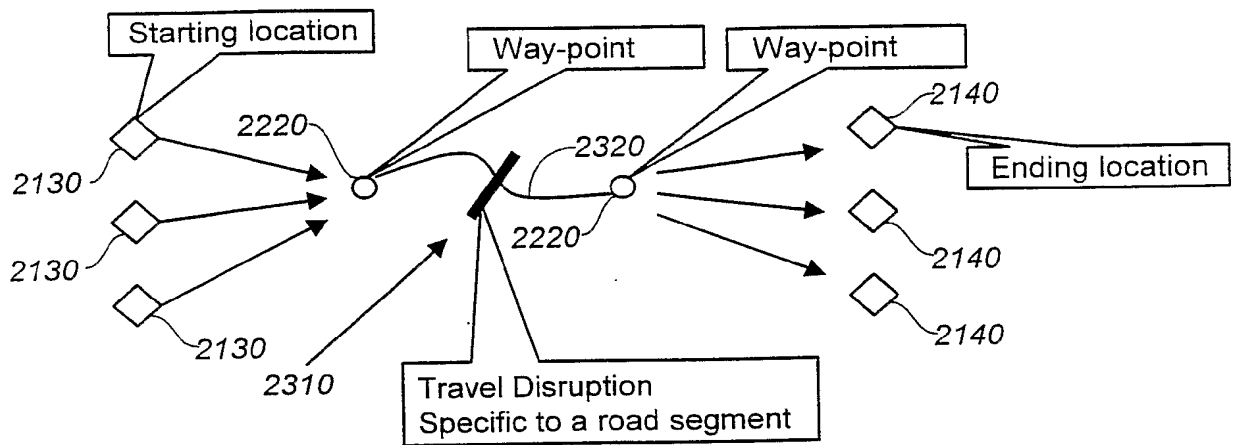 Starting location
Way-point
Way-point
2140
2220
2320
2130
Ending location
2220
2130
2140
2130
2310
2140
Travel Disruption
Specific to a road segment